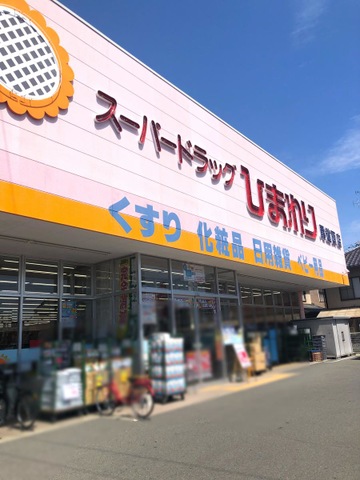 スーパードラッグ ひまわり
くすり 化粧品 日用雑貨 ベビー用品